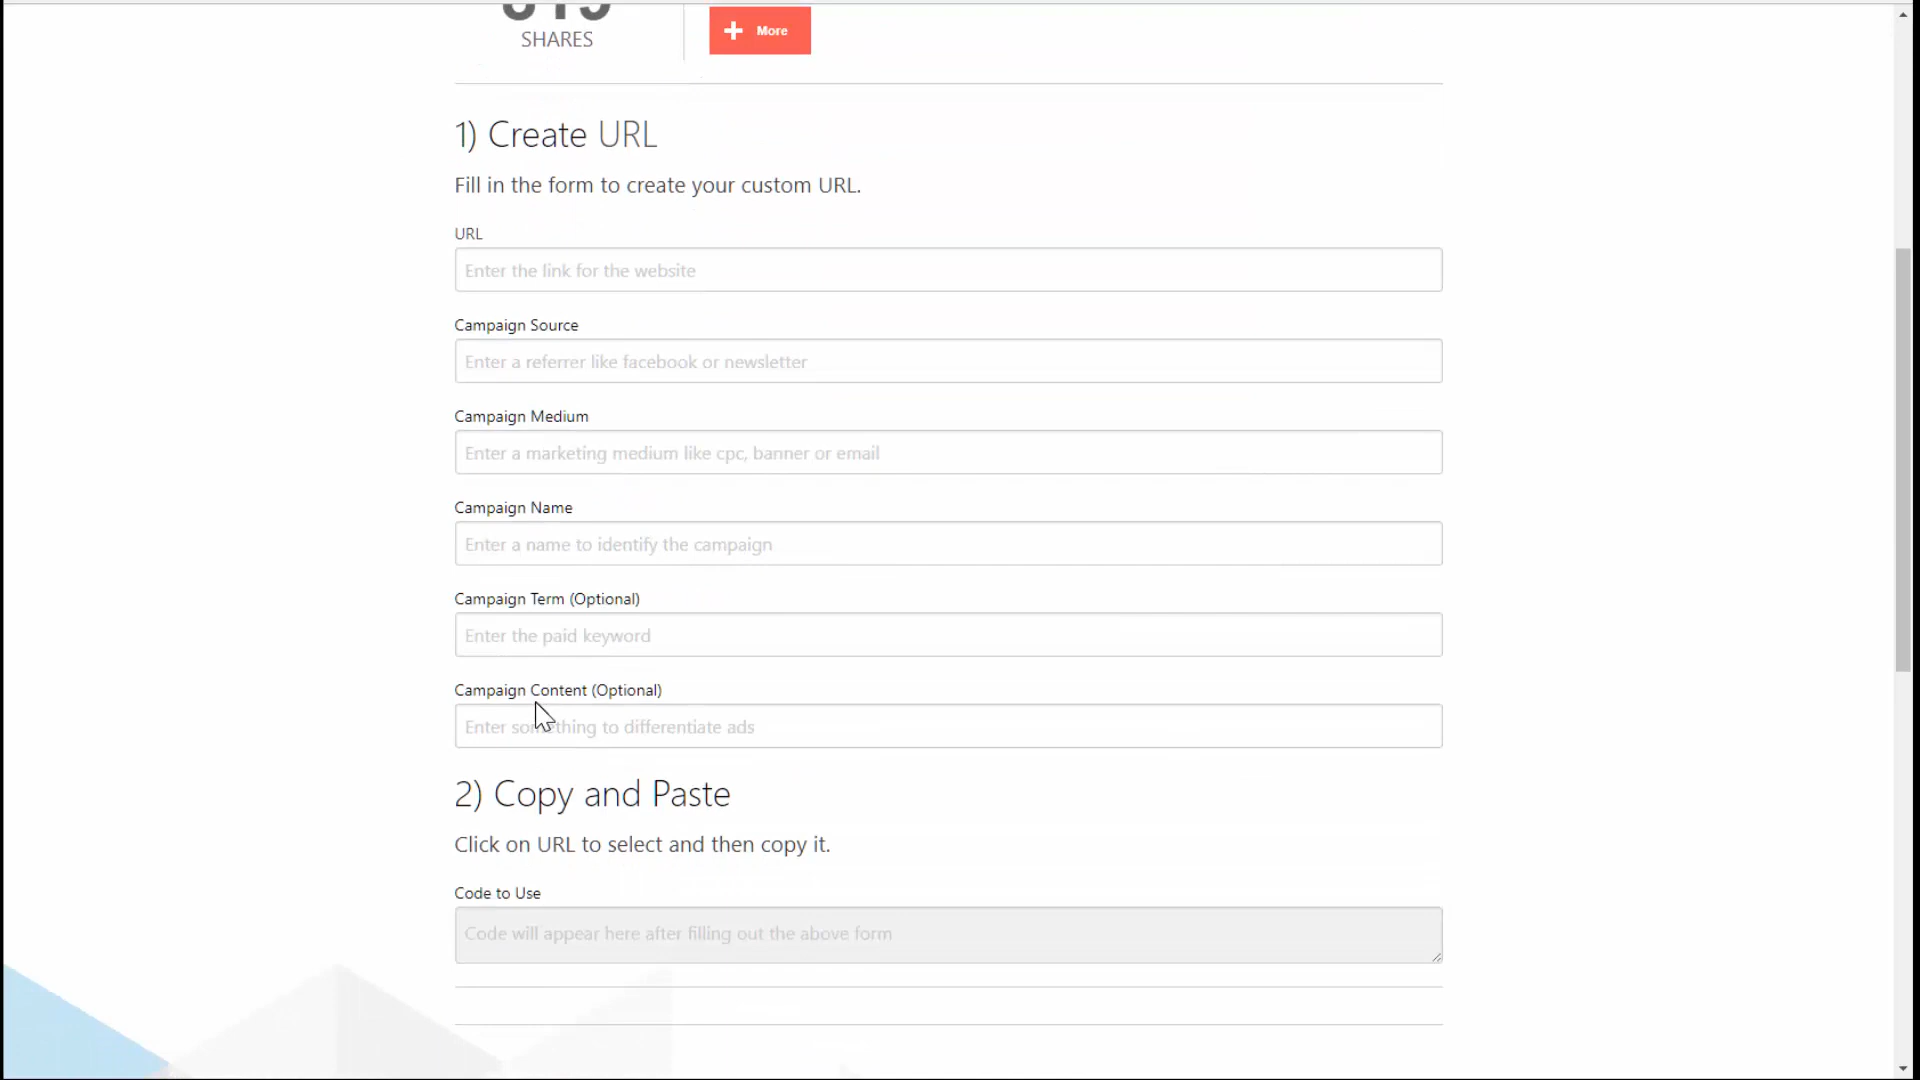 SHARES
More
1) Create URL
Fill in the form to create your custom URL.
URL
Enter the link for the website
Campaign Source
Enter a referrer like facebook or newsletter
Campaign Medium
Enter a marketing medium like cpc, banner or email
Campaign Name
Enter a name to identify the campaign
Campaign Term (Optional)
Enter the paid keyword
Campaign Content (Optional)
Enter something to differentiate ads
2) Copy and Paste
Click on URL to select and then copy it.
Code to Use
Code will appear here after filling out the above form